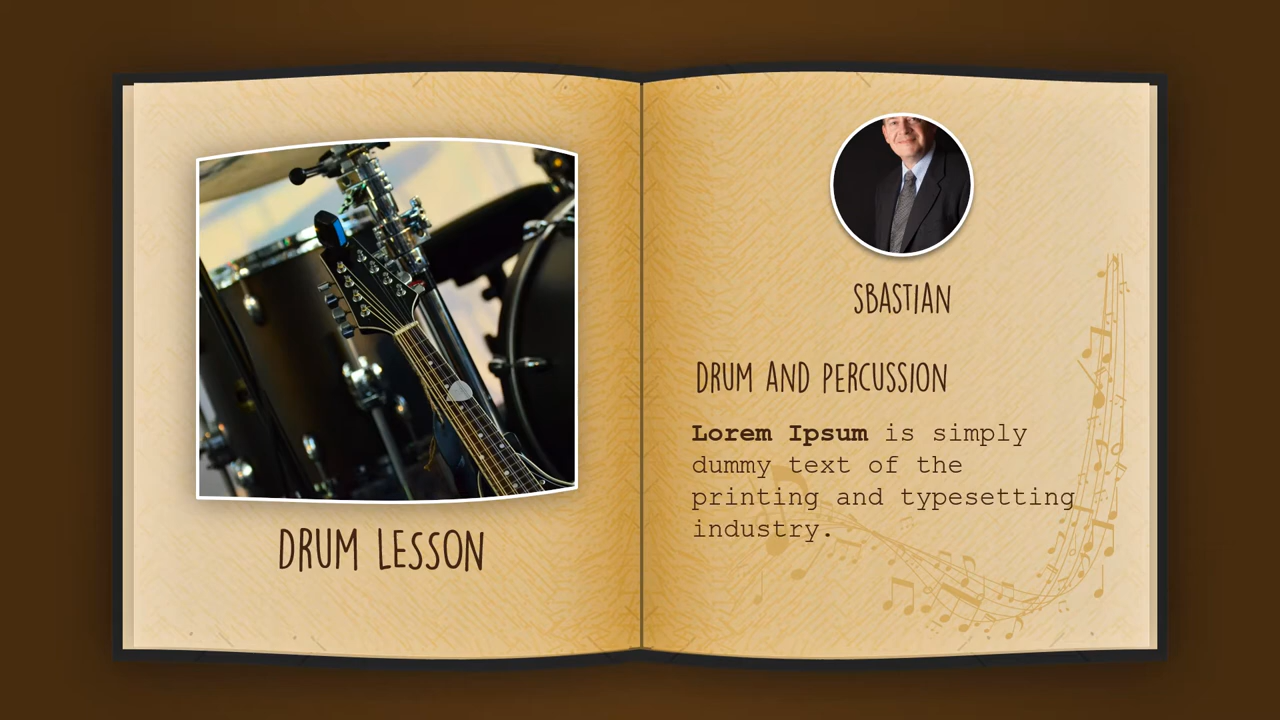 DRUM LESSON
SBASTIAN
DRUM AND PERCUSSION
Lorem Ipsum is simply
dummy text of the
printing and typesetting
industry.